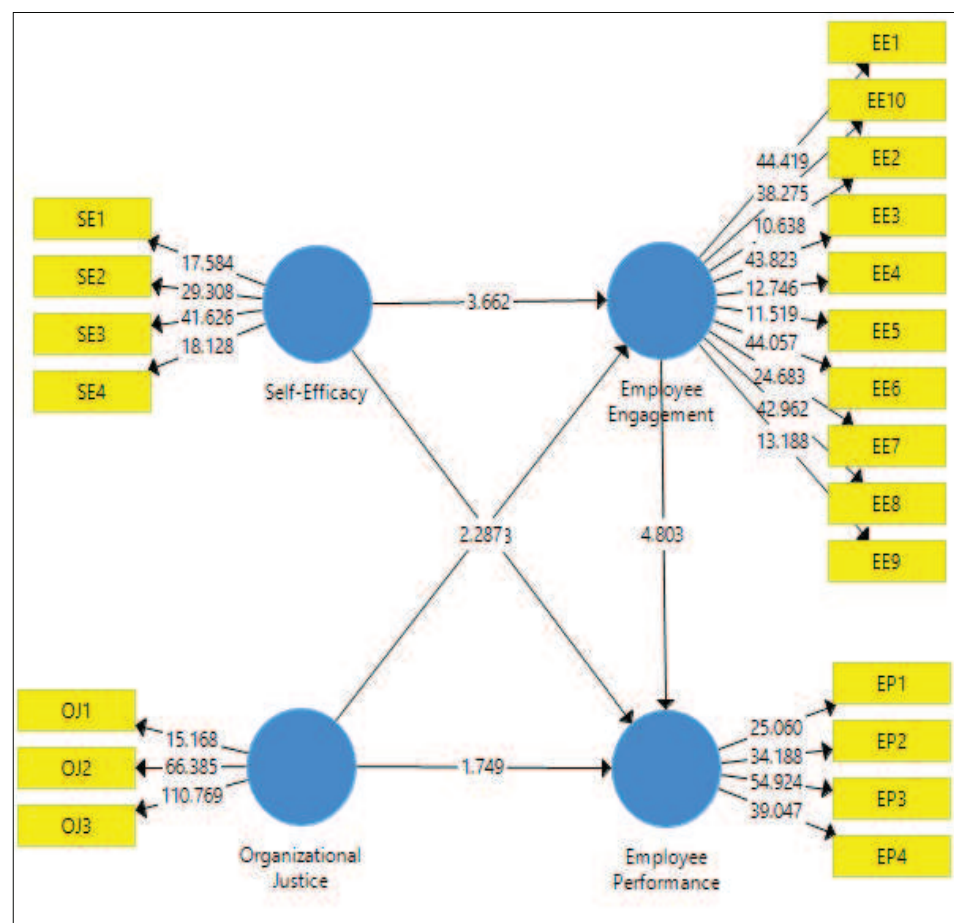 EE1
EE10
EE2
EE3
EE4
EE5
EE6
EE7
EE8
EE9
44.419
38.275
10.638
43.823
12.746
11.519
44.057
24.683
42.962
13.188
SE1
SE2
SE3
SE4
17.584
29.308
41.626
18.128
3.662
Self-Efficacy
Employee
Engagement
2.287
4.803
OJ1
OJ2
OJ3
15.168
66.385
110.769
1.749
EP1
EP2
EP3
EP4
25.060
34.188
54.924
39.047
Organizational
Justice
Employee
Performance